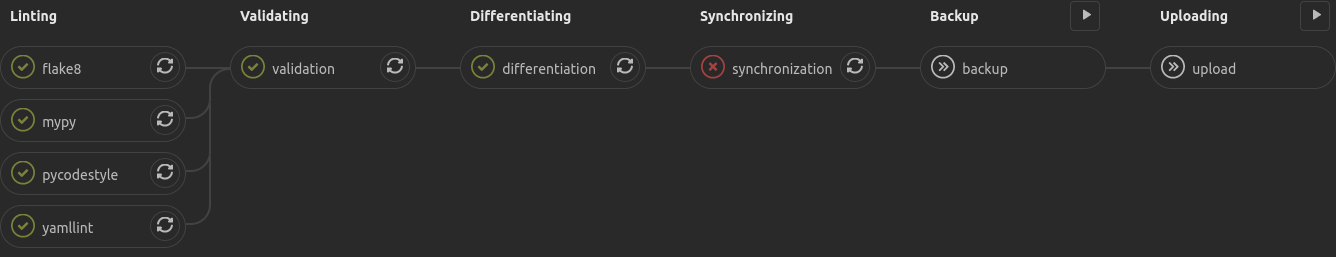 Linting
Validating
Differentiating
Synchronizing
Backup
Uploading
flake8
validation
differentiation
synchronization
backup
upload
mypy
pycodestyle
yamllint